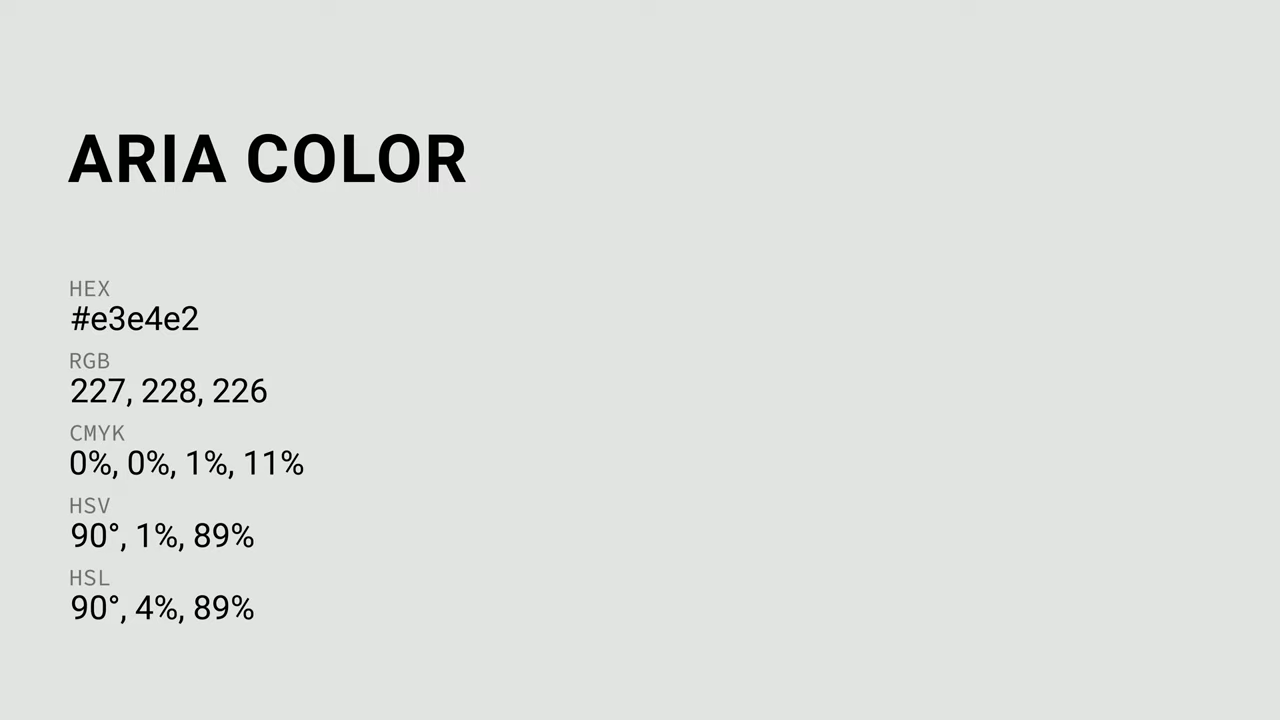 ARIA COLOR
HEX
#e3e4e2
RGB
227, 228, 226
CMYK
0%, 0%, 1%, 11%
HSV
90°, 1%, 89%
HSL
90°, 4%, 89%